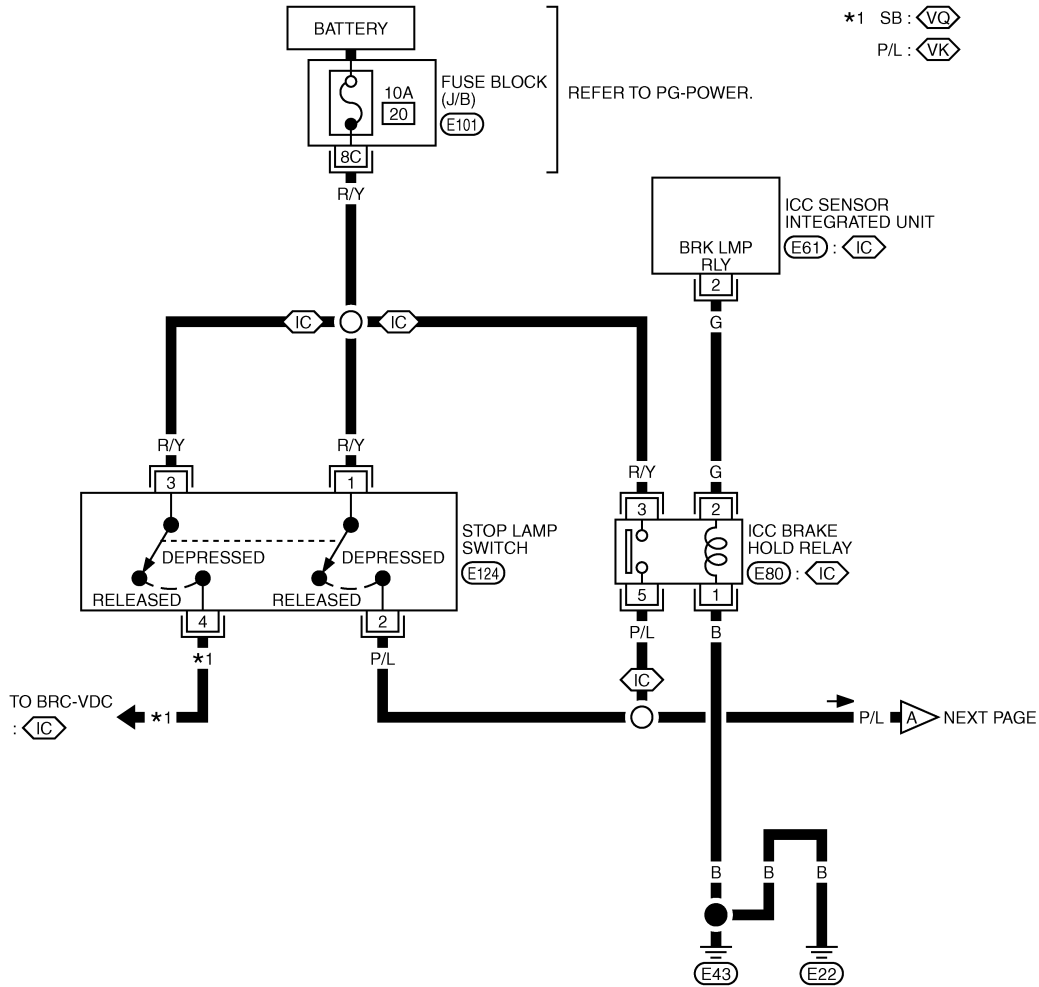 BATTERY
*1 SB : VQ
P/L : VK
FUSE BLOCK
(J/B)
E101
10A
20
REFER TO PG-POWER.
8C
R/Y
ICC SENSOR
INTEGRATED UNIT
E61 : IC
BRK LMP
RLY
2
G
IC
IC
R/Y
R/Y
R/Y
G
3
1
3
2
STOP LAMP
SWITCH
E124
DEPRESSED
DEPRESSED
RELEASED
RELEASED
ICC BRAKE
HOLD RELAY
E80 : IC
4
2
5
1
*1
P/L
P/L
B
IC
TO BRC-VDC
: IC
*1
P/L
A
NEXT PAGE
B
B
B
E43
E22